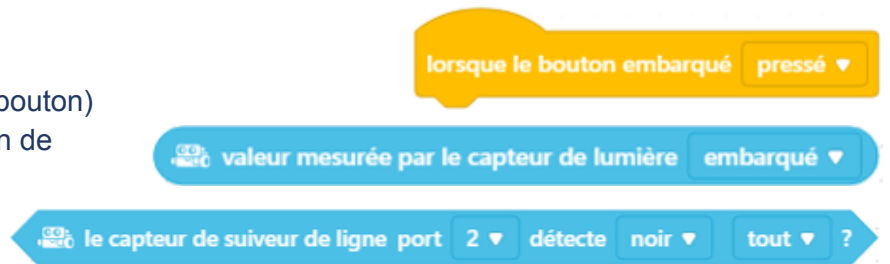 lorsque le bouton embarqué pressé
bouton)
de
valeur mesurée par le capteur de lumière embarqué
le capteur de suiveur de ligne port 2 détecte noir tout ?